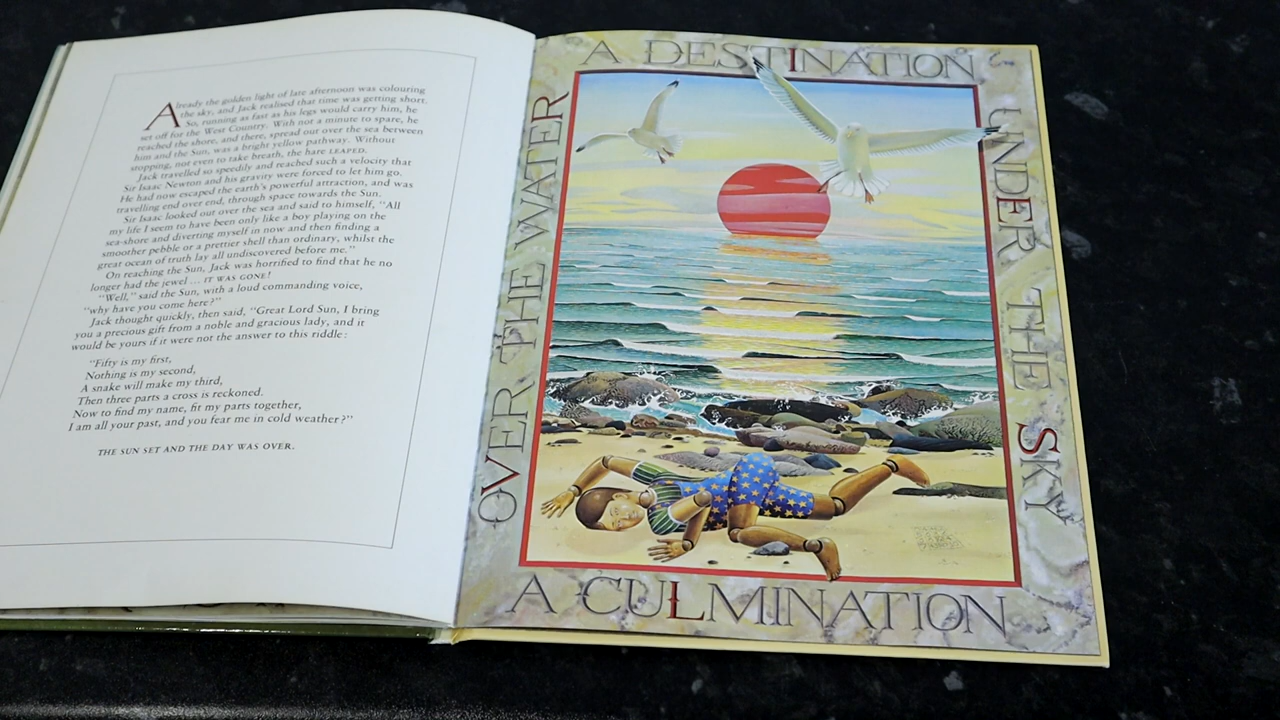 Already the golden light of late afternoon was colouring
the sky, and Jack realised that time was getting short.
So, running as fast as his legs would carry him, he
set off for the West Country. With not a minute to spare, he
reached the shore, and there, spread out over the sea between
him and the Sun, was a bright yellow pathway. Without
stopping, not even to take breath, the hare LEAPED.
Jack travelled so speedily and reached such a velocity that
Sir Isaac Newton and his gravity were forced to let him go.
He had now escaped the earth's powerful attraction, and was
travelling end over end, through space towards the Sun.
Sir Isaac looked out over the sea and said to himself, "All
my life I seem to have been only like a boy playing on the
sea-shore and diverting myself in now and then finding a
smoother pebble or a prettier shell than ordinary, whilst the
great ocean of truth lay all undiscovered before me."
On reaching the Sun, Jack was horrified to find that he no
longer had the jewel ... IT WAS GONE!
"Well," said the Sun, with a loud commanding voice,
"why have you come here?"
Jack thought quickly, then said, "Great Lord Sun, I bring
you a precious gift from a noble and gracious lady, and it
would be yours if it were not the answer to this riddle:
"Fifty is my first,
Nothing is my second,
A snake will make my third,
Then three parts a cross is reckoned.
Now to find my name, fit my parts together,
I am all your past, and you fear me in cold weather?"
THE SUN SET AND THE DAY WAS OVER.
A DESTINATION
UNDER THE SKY
OVER THE WATER
A CULMINATION